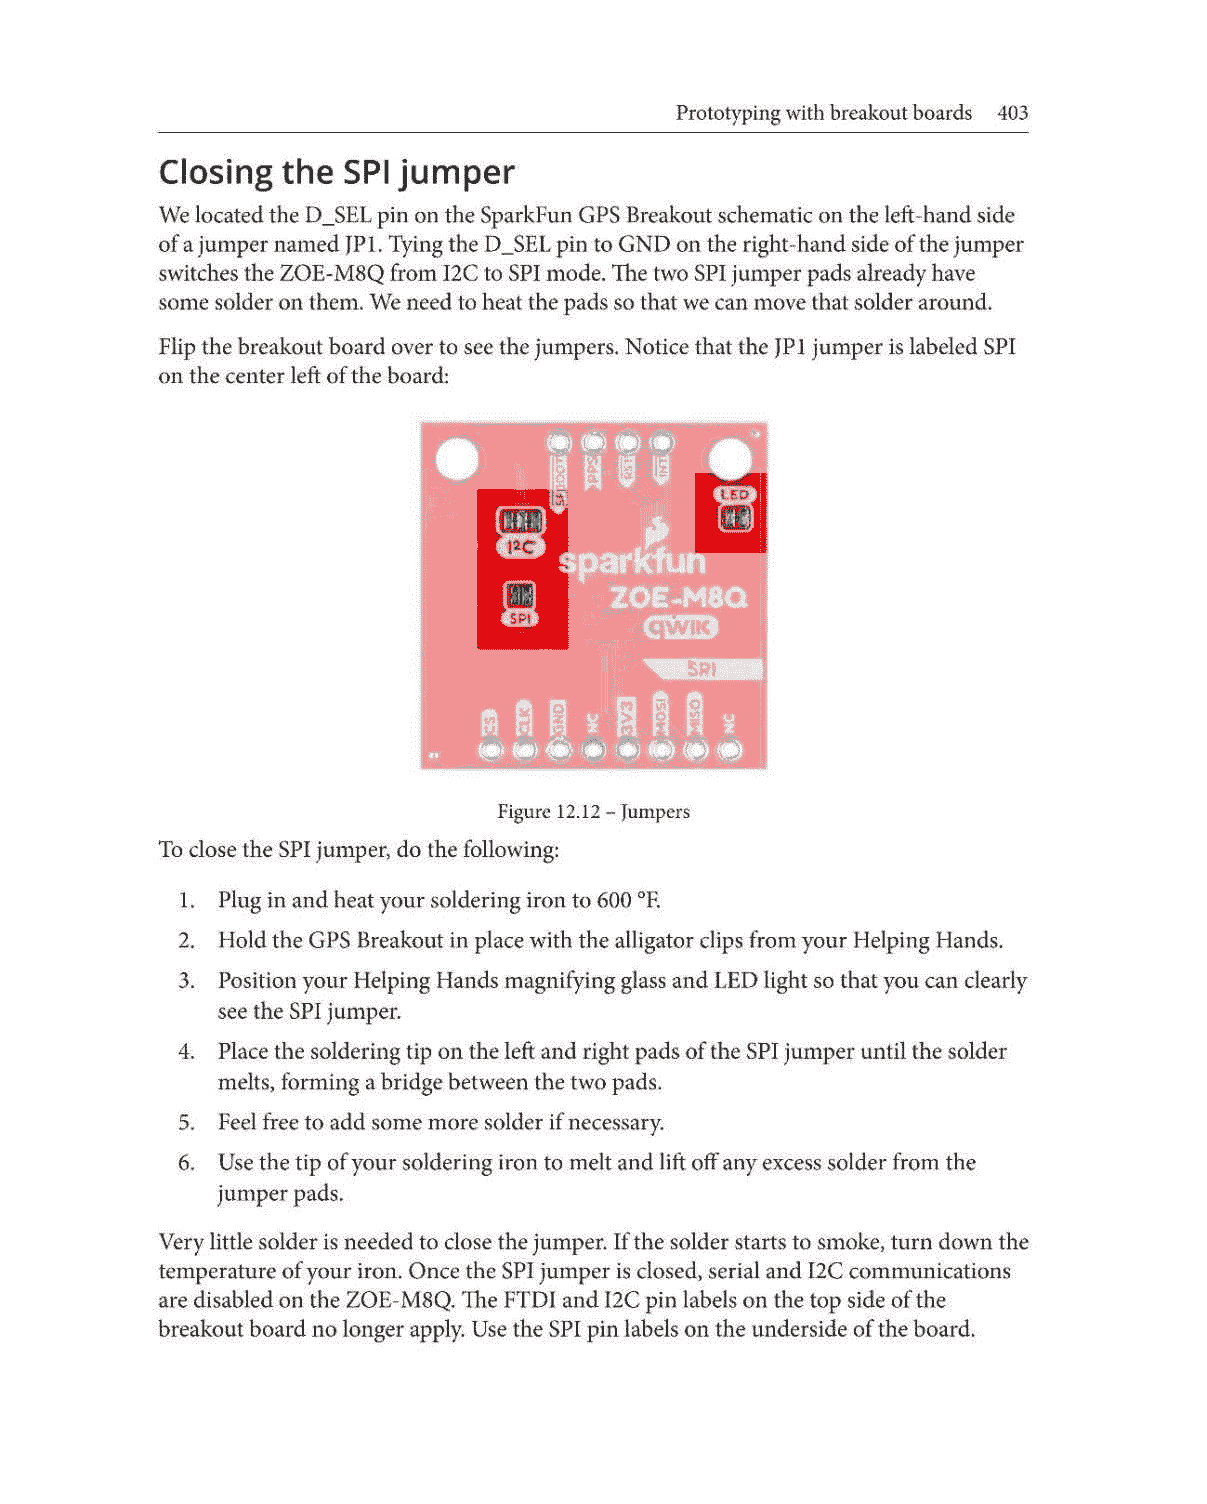 Prototyping with breakout boards 403
Closing the SPI jumper
We located the D_SEL pin on the SparkFun GPS Breakout schematic on the left-hand side
of a jumper named JP1. Tying the D_SEL pin to GND on the right-hand side of the jumper
switches the ZOE-M8Q from I2C to SPI mode. The two SPI jumper pads already have
some solder on them. We need to heat the pads so that we can move that solder around.
Flip the breakout board over to see the jumpers. Notice that the JP1 jumper is labeled SPI
on the center left of the board:
SFBOOT PPS RST INT
LED
I²C
sparkfun
ZOE-M8Q
SPI
qwiic
SPI
CS CLK GND NC 3V3 MOSI MISO NC
Figure 12.12 – Jumpers
To close the SPI jumper, do the following:
1. Plug in and heat your soldering iron to 600 °F.
2. Hold the GPS Breakout in place with the alligator clips from your Helping Hands.
3. Position your Helping Hands magnifying glass and LED light so that you can clearly
see the SPI jumper.
4. Place the soldering tip on the left and right pads of the SPI jumper until the solder
melts, forming a bridge between the two pads.
5. Feel free to add some more solder if necessary.
6. Use the tip of your soldering iron to melt and lift off any excess solder from the
jumper pads.
Very little solder is needed to close the jumper. If the solder starts to smoke, turn down the
temperature of your iron. Once the SPI jumper is closed, serial and I2C communications
are disabled on the ZOE-M8Q. The FTDI and I2C pin labels on the top side of the
breakout board no longer apply. Use the SPI pin labels on the underside of the board.